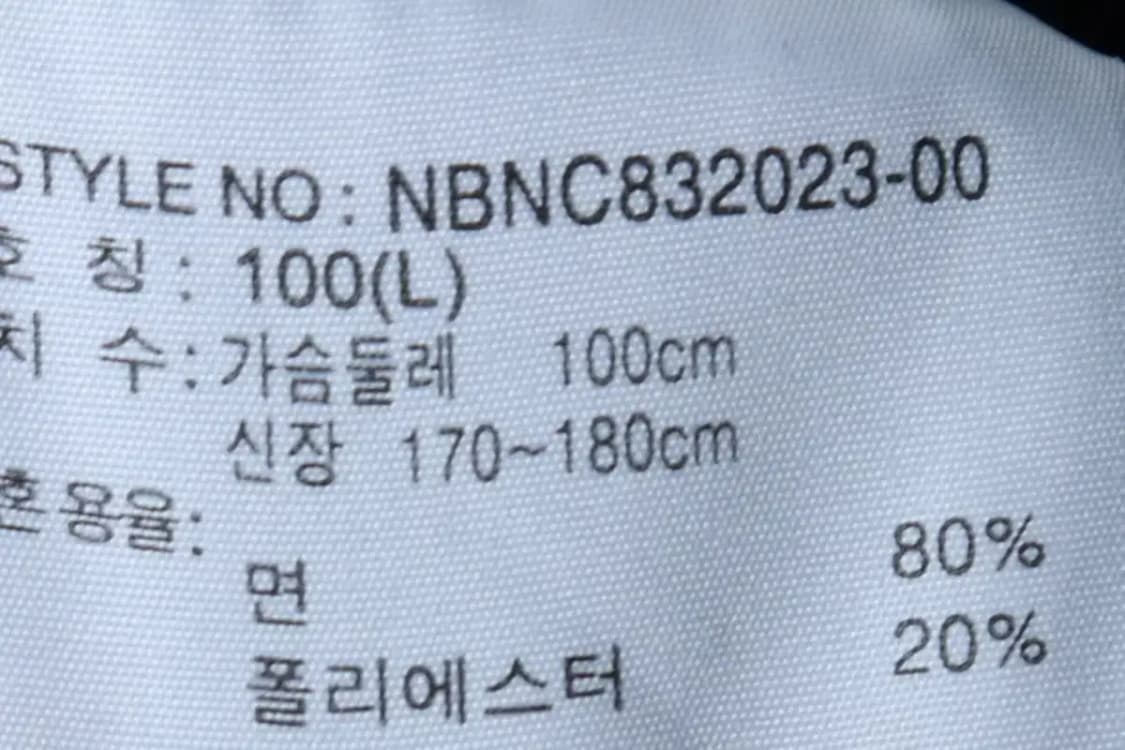 STYLE NO : NBNC832023-00
호 칭 : 100(L)
치 수 : 가슴둘레 100cm
신장 170~180cm
혼용율:
면 80%
폴리에스터 20%